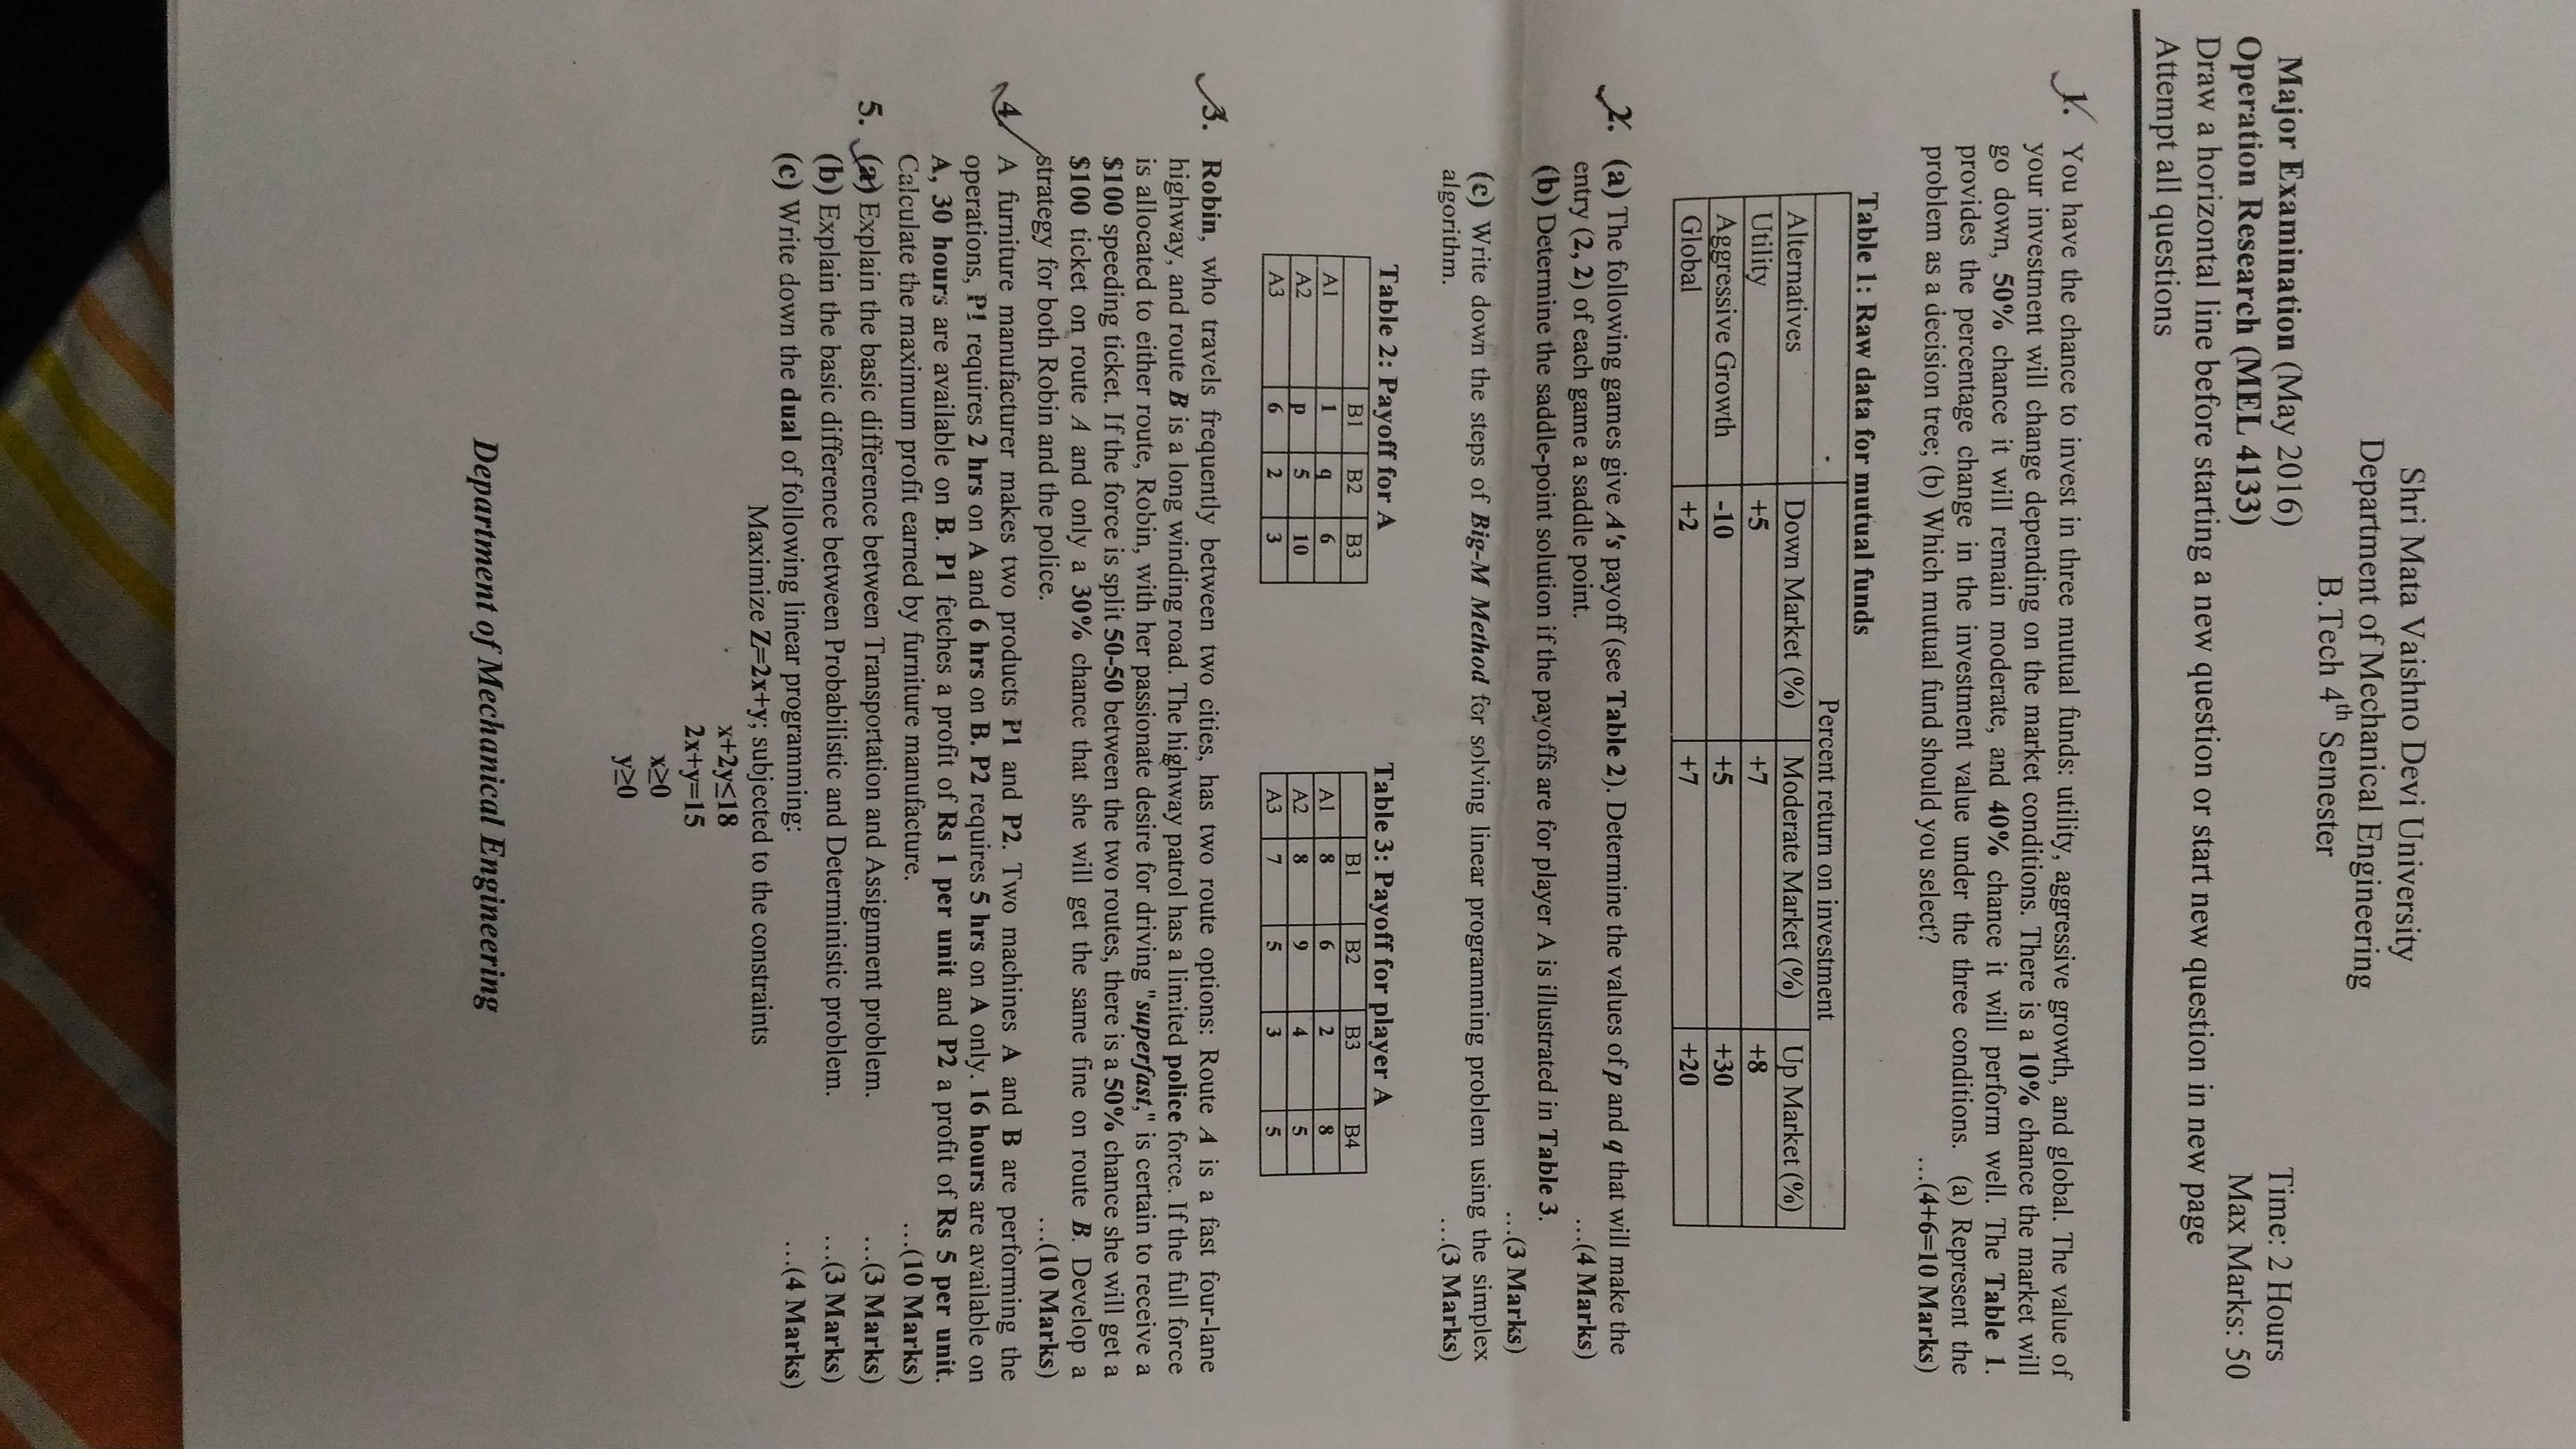 Shri Mata Vaishno Devi University
Department of Mechanical Engineering
B.Tech 4th Semester
Major Examination (May 2016) Time: 2 Hours
Operation Research (MEL 4133) Max Marks: 50
Draw a horizontal line before starting a new question or start new question in new page
Attempt all questions
1. You have the chance to invest in three mutual funds: utility, aggressive growth, and global. The value of
your investment will change depending on the market conditions. There is a 10% chance the market will
go down, 50% chance it will remain moderate, and 40% chance it will perform well. The Table 1.
provides the percentage change in the investment value under the three conditions. (a) Represent the
problem as a decision tree; (b) Which mutual fund should you select? ...(4+6=10 Marks)
Table 1: Raw data for mutual funds
Percent return on investment
Alternatives Down Market (%) Moderate Market (%) Up Market (%)
Utility +5 +7 +8
Aggressive Growth -10 +5 +30
Global +2 +7 +20
2. (a) The following games give A's payoff (see Table 2). Determine the values of p and q that will make the
entry (2, 2) of each game a saddle point. ...(4 Marks)
(b) Determine the saddle-point solution if the payoffs are for player A is illustrated in Table 3.
...(3 Marks)
(c) Write down the steps of Big-M Method for solving linear programming problem using the simplex
algorithm. ...(3 Marks)
Table 2: Payoff for A
B1 B2 B3
A1 1 q 6
A2 p 5 10
A3 6 2 3
Table 3: Payoff for player A
B1 B2 B3 B4
A1 8 6 2 8
A2 8 9 4 5
A3 7 5 3 5
3. Robin, who travels frequently between two cities, has two route options: Route A is a fast four-lane
highway, and route B is a long winding road. The highway patrol has a limited police force. If the full force
is allocated to either route, Robin, with her passionate desire for driving "superfast," is certain to receive a
$100 speeding ticket. If the force is split 50-50 between the two routes, there is a 50% chance she will get a
$100 ticket on route A and only a 30% chance that she will get the same fine on route B. Develop a
strategy for both Robin and the police. ...(10 Marks)
4. A furniture manufacturer makes two products P1 and P2. Two machines A and B are performing the
operations, P! requires 2 hrs on A and 6 hrs on B. P2 requires 5 hrs on A only. 16 hours are available on
A, 30 hours are available on B. P1 fetches a profit of Rs 1 per unit and P2 a profit of Rs 5 per unit.
Calculate the maximum profit earned by furniture manufacture. ...(10 Marks)
5. (a) Explain the basic difference between Transportation and Assignment problem. ...(3 Marks)
(b) Explain the basic difference between Probabilistic and Deterministic problem. ...(3 Marks)
(c) Write down the dual of following linear programming: ....(4 Marks)
Maximize Z=2x+y; subjected to the constraints
x+2y≤18
2x+y=15
x≥0
y≥0
Department of Mechanical Engineering